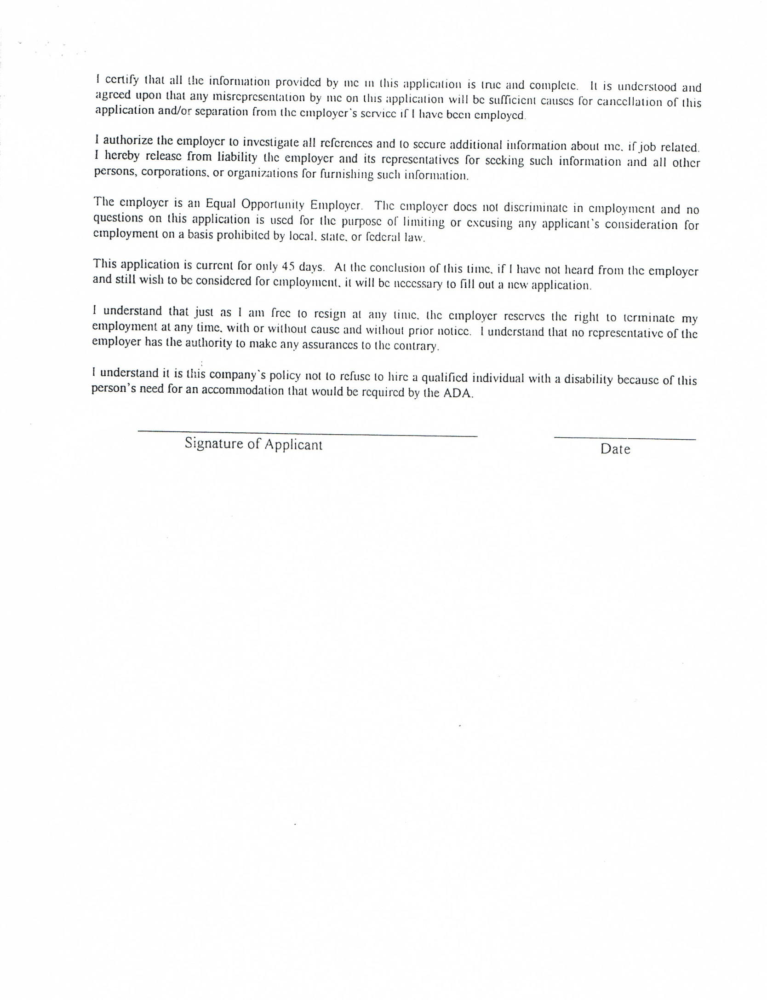 I certify that all the information provided by me in this application is true and complete. It is understood and
agreed upon that any misrepresentation by me on this application will be sufficient causes for cancellation of this
application and/or separation from the employer's service if I have been employed.
I authorize the employer to investigate all references and to secure additional information about me, if job related.
I hereby release from liability the employer and its representatives for seeking such information and all other
persons, corporations, or organizations for furnishing such information.
The employer is an Equal Opportunity Employer. The employer does not discriminate in employment and no
questions on this application is used for the purpose of limiting or excusing any applicant's consideration for
employment on a basis prohibited by local, state, or federal law.
This application is current for only 45 days. At the conclusion of this time, if I have not heard from the employer
and still wish to be considered for employment, it will be necessary to fill out a new application.
I understand that just as I am free to resign at any time, the employer reserves the right to terminate my
employment at any time, with or without cause and without prior notice. I understand that no representative of the
employer has the authority to make any assurances to the contrary.
I understand it is this company's policy not to refuse to hire a qualified individual with a disability because of this
person's need for an accommodation that would be required by the ADA.
Signature of Applicant
Date